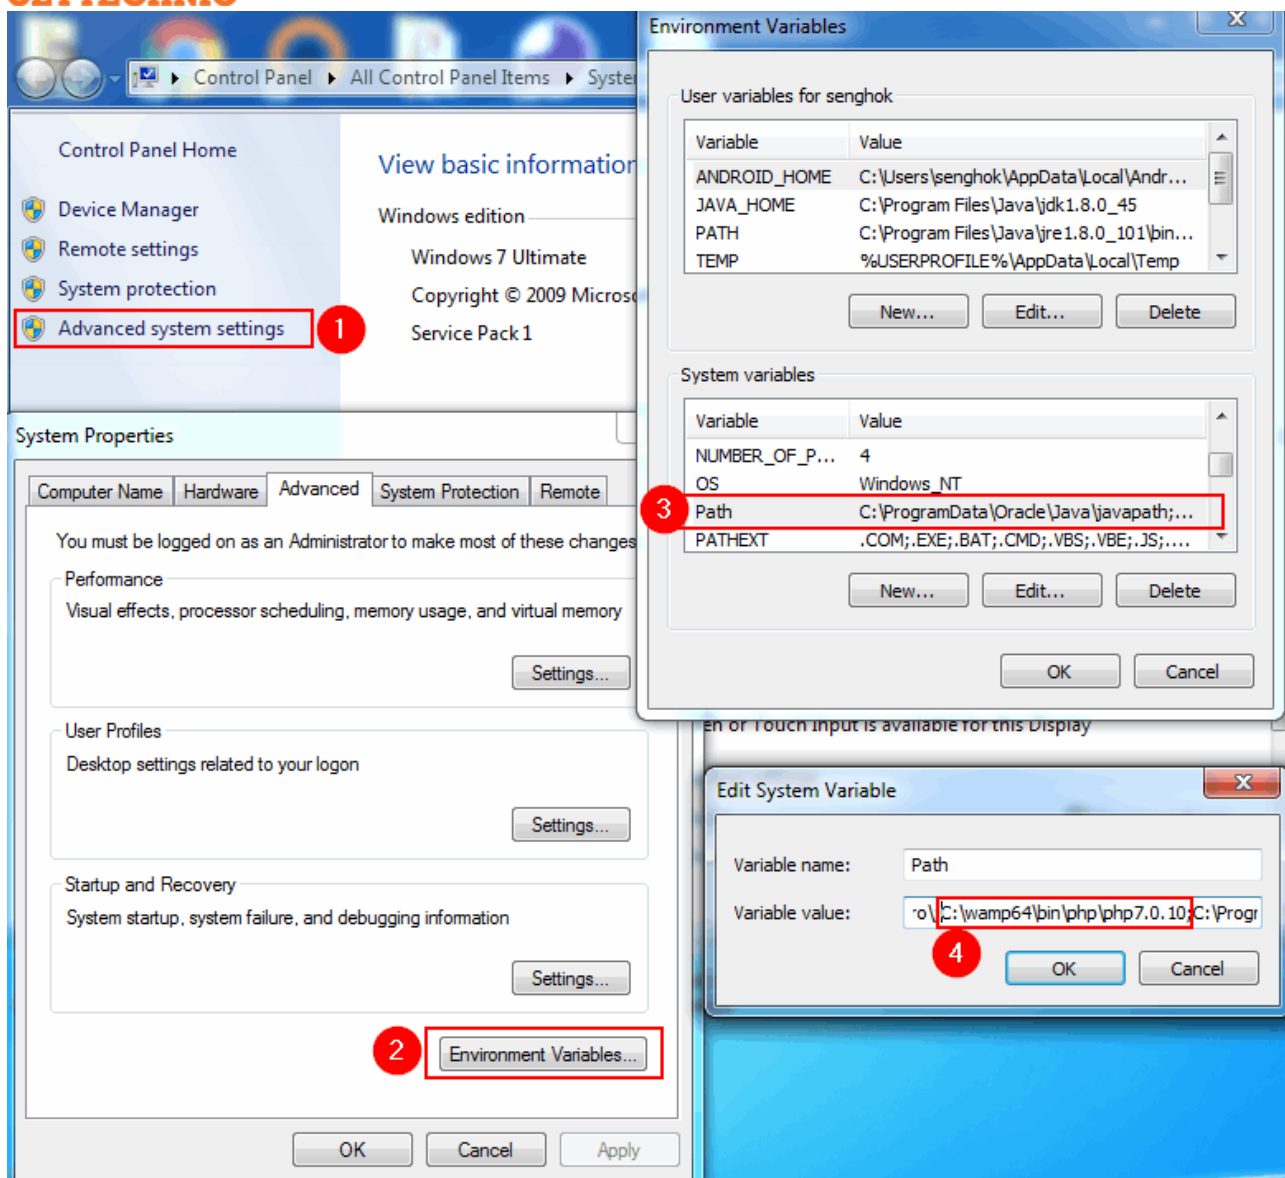 Control Panel ▸ All Control Panel Items ▸
Control Panel Home
Device Manager
Remote settings
System protection
Advanced system settings
1
View basic information
Windows edition
Windows 7 Ultimate
Copyright © 2009
Service Pack 1
System Properties
Computer Name Hardware Advanced System Protection Remote
You must be logged on as an Administrator to make most of these changes
Performance
Visual effects, processor scheduling, memory usage, and virtual memory
Settings...
User Profiles
Desktop settings related to your logon
Settings...
Startup and Recovery
System startup, system failure, and debugging information
Settings...
2
Environment Variables...
OK Cancel Apply
Environment Variables
X
User variables for senghok
Variable Value
ANDROID_HOME C:\Users\senghok\AppData\Local\Andr...
JAVA_HOME C:\Program Files\Java\jdk1.8.0_45
PATH C:\Program Files\Java\jre1.8.0_101\bin...
TEMP %USERPROFILE%\AppData\Local\Temp
New... Edit... Delete
System variables
Variable Value
NUMBER_OF_P... 4
OS Windows_NT
3
Path C:\ProgramData\Oracle\Java\javapath;...
PATHEXT .COM;.EXE;.BAT;.CMD;.VBS;.VBE;.JS;....
New... Edit... Delete
OK Cancel
or Touch Input is available for this Display
Edit System Variable
X
Variable name: Path
Variable value: ro\;C:\wamp64\bin\php\php7.0.10;C:\Progr
4
OK Cancel